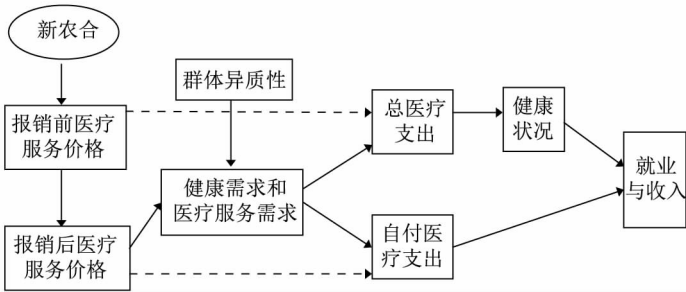 新农合
群体异质性
报销前医疗
服务价格
总医疗
支出
健康
状况
健康需求和
医疗服务需求
就业
与收入
报销后医疗
服务价格
自付医
疗支出